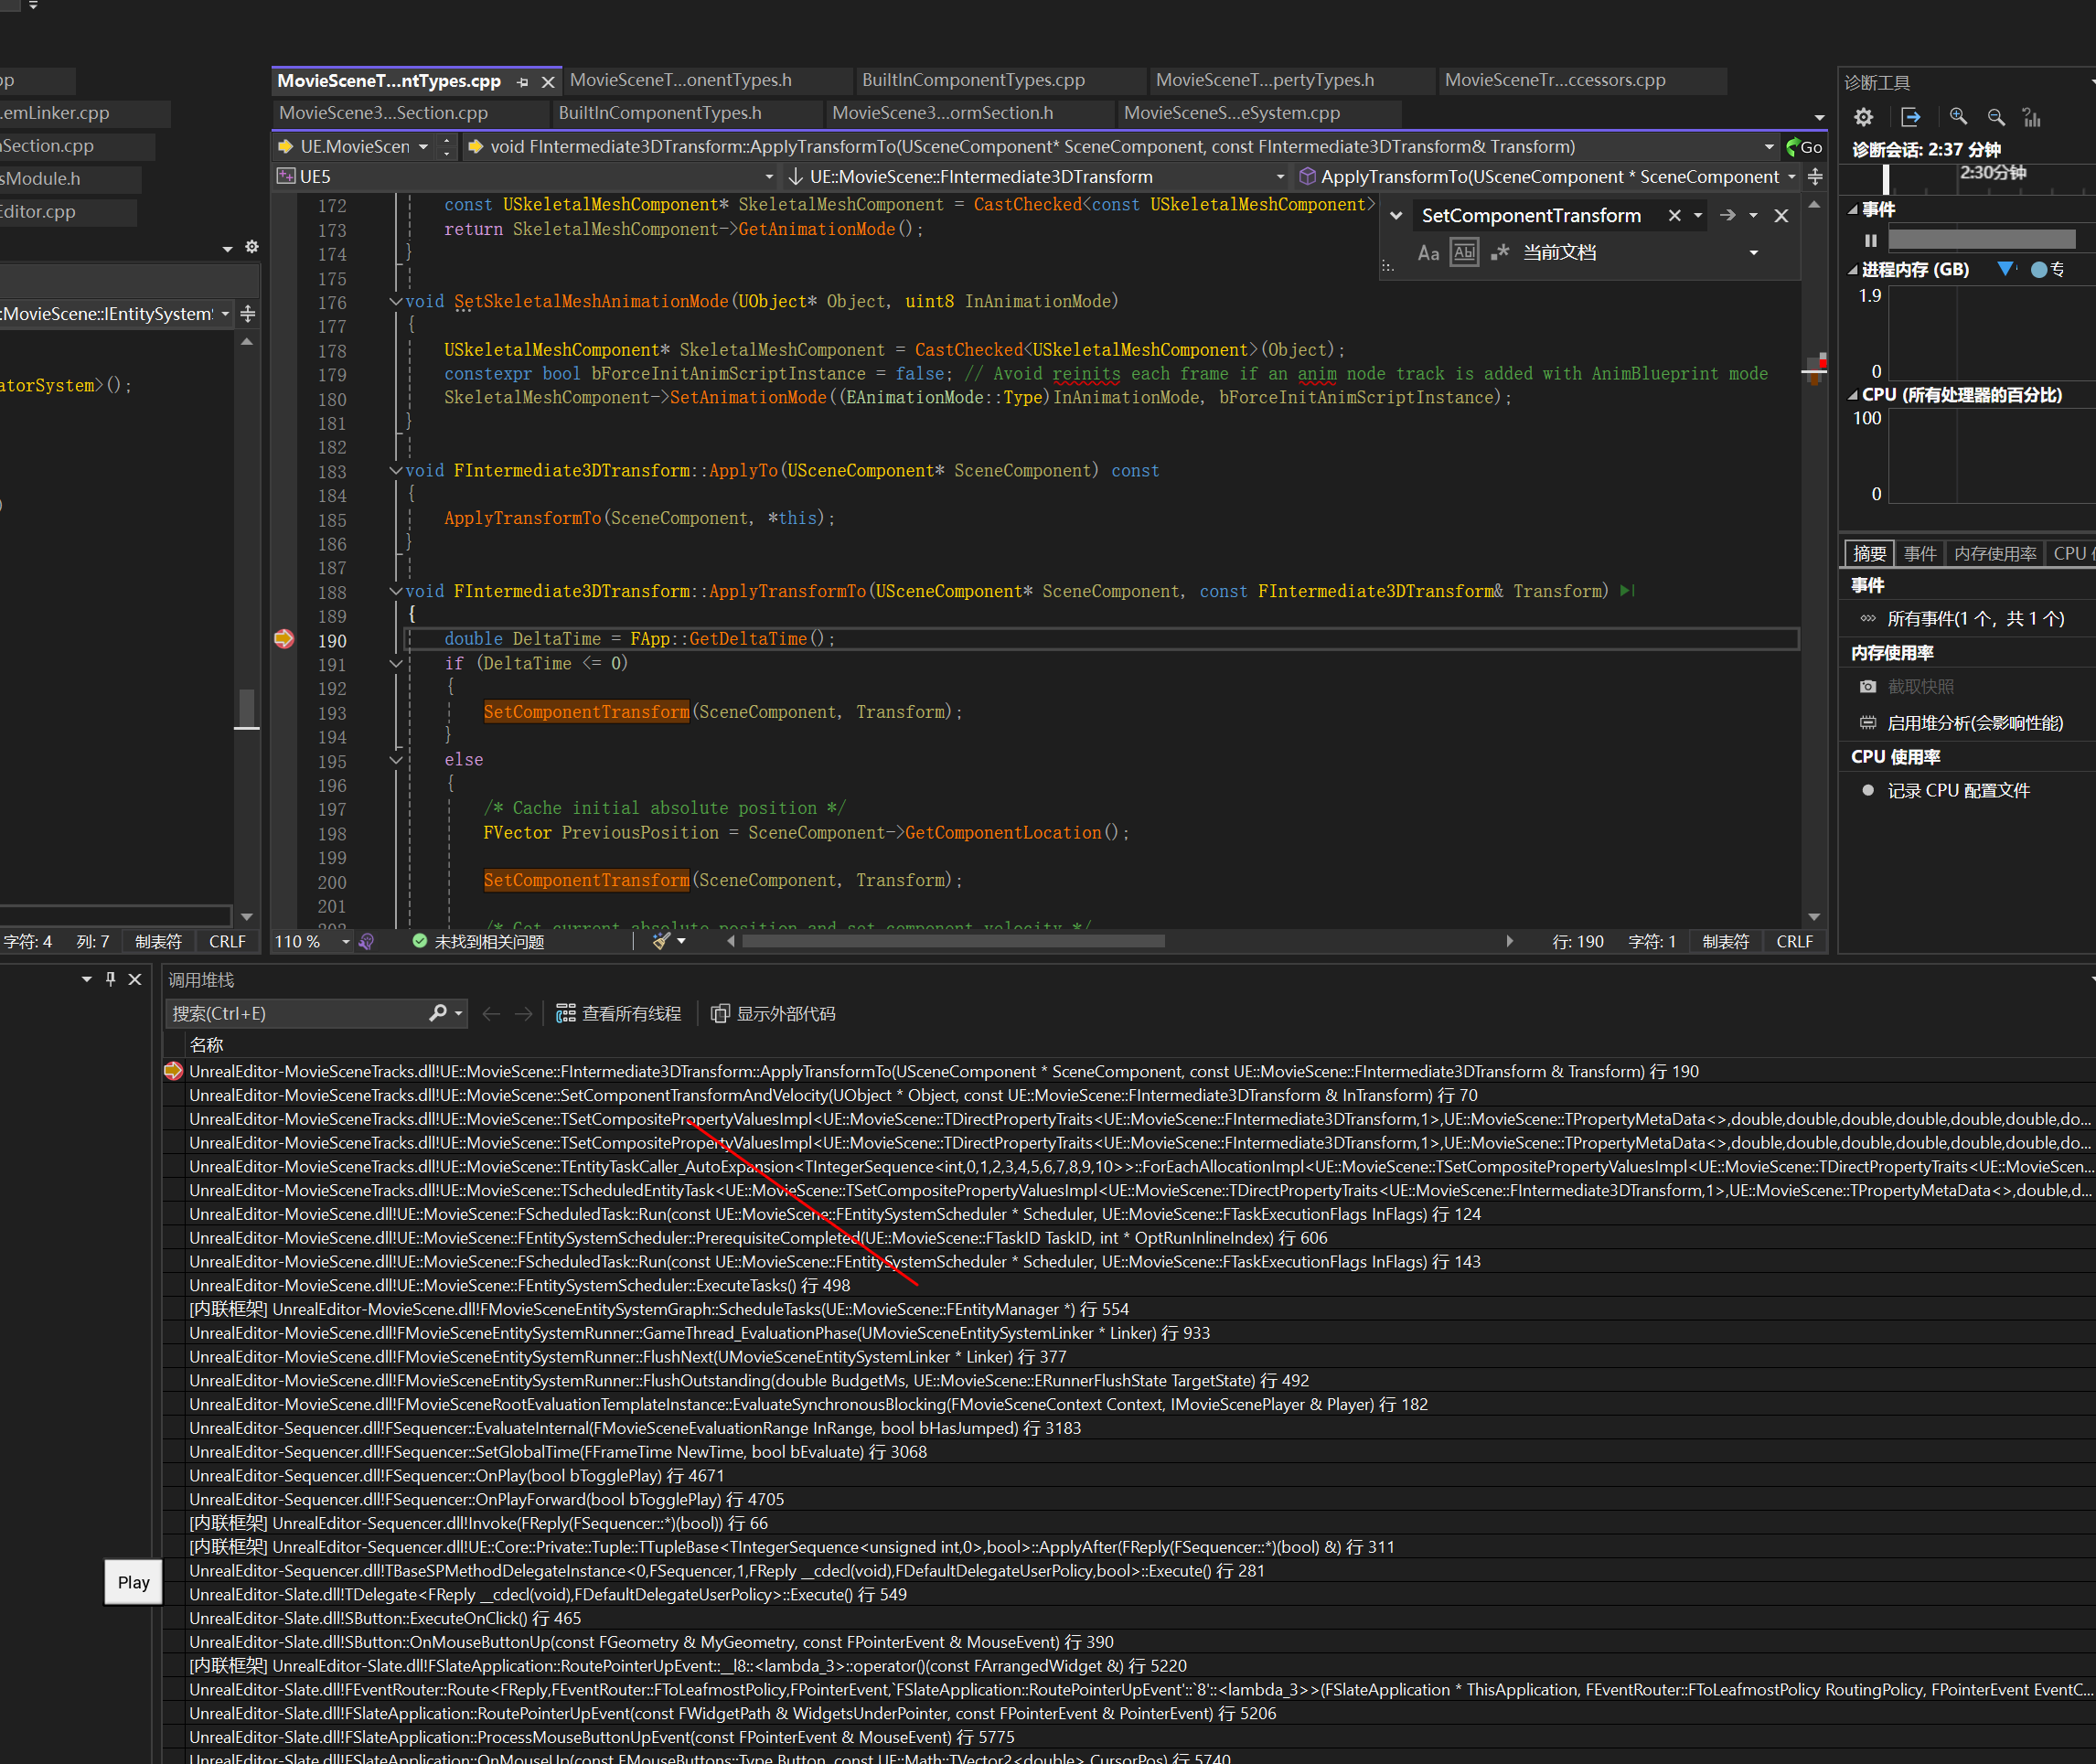 MovieSceneT...ntTypes.cpp
MovieSceneT...onentTypes.h
BuiltInComponentTypes.cpp
MovieSceneT...pertyTypes.h
MovieSceneTr...ccessors.cpp
MovieScene3...Section.cpp
BuiltInComponentTypes.h
MovieScene3...ormSection.h
MovieSceneS...eSystem.cpp
.emLinker.cpp
Section.cpp
sModule.h
Editor.cpp
UE.MovieScen
void FIntermediate3DTransform::ApplyTransformTo(USceneComponent* SceneComponent, const FIntermediate3DTransform& Transform)
Go
UE5
UE::MovieScene::FIntermediate3DTransform
ApplyTransformTo(USceneComponent * SceneComponent
:MovieScene::IEntitySystem
atorSystem>();
SetComponentTransform
当前文档
172 const USkeletalMeshComponent* SkeletalMeshComponent = CastChecked<const USkeletalMeshComponent>
173 return SkeletalMeshComponent->GetAnimationMode();
174 }
175
176 void SetSkeletalMeshAnimationMode(UObject* Object, uint8 InAnimationMode)
177 {
178 USkeletalMeshComponent* SkeletalMeshComponent = CastChecked<USkeletalMeshComponent>(Object);
179 constexpr bool bForceInitAnimScriptInstance = false; // Avoid reinits each frame if an anim node track is added with AnimBlueprint mode
180 SkeletalMeshComponent->SetAnimationMode((EAnimationMode::Type)InAnimationMode, bForceInitAnimScriptInstance);
181 }
182
183 void FIntermediate3DTransform::ApplyTo(USceneComponent* SceneComponent) const
184 {
185 ApplyTransformTo(SceneComponent, *this);
186 }
187
188 void FIntermediate3DTransform::ApplyTransformTo(USceneComponent* SceneComponent, const FIntermediate3DTransform& Transform)
189 {
190 double DeltaTime = FApp::GetDeltaTime();
191 if (DeltaTime <= 0)
192 {
193 SetComponentTransform(SceneComponent, Transform);
194 }
195 else
196 {
197 /* Cache initial absolute position */
198 FVector PreviousPosition = SceneComponent->GetComponentLocation();
199
200 SetComponentTransform(SceneComponent, Transform);
201
字符: 4 列: 7 制表符 CRLF
110 % 未找到相关问题 行: 190 字符: 1 制表符 CRLF
诊断工具
诊断会话: 2:37 分钟
2:30分钟
事件
进程内存 (GB) 专
1.9
0
CPU (所有处理器的百分比)
100
0
摘要 事件 内存使用率 CPU
事件
所有事件(1 个，共 1 个)
内存使用率
截取快照
启用堆分析(会影响性能)
CPU 使用率
记录 CPU 配置文件
调用堆栈
搜索(Ctrl+E) 查看所有线程 显示外部代码
名称
UnrealEditor-MovieSceneTracks.dll!UE::MovieScene::FIntermediate3DTransform::ApplyTransformTo(USceneComponent * SceneComponent, const UE::MovieScene::FIntermediate3DTransform & Transform) 行 190
UnrealEditor-MovieSceneTracks.dll!UE::MovieScene::SetComponentTransformAndVelocity(UObject * Object, const UE::MovieScene::FIntermediate3DTransform & InTransform) 行 70
UnrealEditor-MovieSceneTracks.dll!UE::MovieScene::TSetCompositePropertyValuesImpl<UE::MovieScene::TDirectPropertyTraits<UE::MovieScene::FIntermediate3DTransform,1>,UE::MovieScene::TPropertyMetaData<>,double,double,double,double,double,double,do...
UnrealEditor-MovieSceneTracks.dll!UE::MovieScene::TSetCompositePropertyValuesImpl<UE::MovieScene::TDirectPropertyTraits<UE::MovieScene::FIntermediate3DTransform,1>,UE::MovieScene::TPropertyMetaData<>,double,double,double,double,double,double,do...
UnrealEditor-MovieSceneTracks.dll!UE::MovieScene::TEntityTaskCaller_AutoExpansion<TIntegerSequence<int,0,1,2,3,4,5,6,7,8,9,10>>::ForEachAllocationImpl<UE::MovieScene::TSetCompositePropertyValuesImpl<UE::MovieScene::TDirectPropertyTraits<UE::MovieScen...
UnrealEditor-MovieSceneTracks.dll!UE::MovieScene::TScheduledEntityTask<UE::MovieScene::TSetCompositePropertyValuesImpl<UE::MovieScene::TDirectPropertyTraits<UE::MovieScene::FIntermediate3DTransform,1>,UE::MovieScene::TPropertyMetaData<>,double,d...
UnrealEditor-MovieScene.dll!UE::MovieScene::FScheduledTask::Run(const UE::MovieScene::FEntitySystemScheduler * Scheduler, UE::MovieScene::FTaskExecutionFlags InFlags) 行 124
UnrealEditor-MovieScene.dll!UE::MovieScene::FEntitySystemScheduler::PrerequisiteCompleted(UE::MovieScene::FTaskID TaskID, int * OptRunInlineIndex) 行 606
UnrealEditor-MovieScene.dll!UE::MovieScene::FScheduledTask::Run(const UE::MovieScene::FEntitySystemScheduler * Scheduler, UE::MovieScene::FTaskExecutionFlags InFlags) 行 143
UnrealEditor-MovieScene.dll!UE::MovieScene::FEntitySystemScheduler::ExecuteTasks() 行 498
[内联框架] UnrealEditor-MovieScene.dll!FMovieSceneEntitySystemGraph::ScheduleTasks(UE::MovieScene::FEntityManager *) 行 554
UnrealEditor-MovieScene.dll!FMovieSceneEntitySystemRunner::GameThread_EvaluationPhase(UMovieSceneEntitySystemLinker * Linker) 行 933
UnrealEditor-MovieScene.dll!FMovieSceneEntitySystemRunner::FlushNext(UMovieSceneEntitySystemLinker * Linker) 行 377
UnrealEditor-MovieScene.dll!FMovieSceneEntitySystemRunner::FlushOutstanding(double BudgetMs, UE::MovieScene::ERunnerFlushState TargetState) 行 492
UnrealEditor-MovieScene.dll!FMovieSceneRootEvaluationTemplateInstance::EvaluateSynchronousBlocking(FMovieSceneContext Context, IMovieScenePlayer & Player) 行 182
UnrealEditor-Sequencer.dll!FSequencer::EvaluateInternal(FMovieSceneEvaluationRange InRange, bool bHasJumped) 行 3183
UnrealEditor-Sequencer.dll!FSequencer::SetGlobalTime(FFrameTime NewTime, bool bEvaluate) 行 3068
UnrealEditor-Sequencer.dll!FSequencer::OnPlay(bool bTogglePlay) 行 4671
UnrealEditor-Sequencer.dll!FSequencer::OnPlayForward(bool bTogglePlay) 行 4705
[内联框架] UnrealEditor-Sequencer.dll!Invoke(FReply(FSequencer::*)(bool)) 行 66
[内联框架] UnrealEditor-Sequencer.dll!UE::Core::Private::Tuple::TTupleBase<TIntegerSequence<unsigned int,0>,bool>::ApplyAfter(FReply(FSequencer::*)(bool) &) 行 311
UnrealEditor-Sequencer.dll!TBaseSPMethodDelegateInstance<0,FSequencer,1,FReply __cdecl(void),FDefaultDelegateUserPolicy,bool>::Execute() 行 281
Play
UnrealEditor-Slate.dll!TDelegate<FReply __cdecl(void),FDefaultDelegateUserPolicy>::Execute() 行 549
UnrealEditor-Slate.dll!SButton::ExecuteOnClick() 行 465
UnrealEditor-Slate.dll!SButton::OnMouseButtonUp(const FGeometry & MyGeometry, const FPointerEvent & MouseEvent) 行 390
[内联框架] UnrealEditor-Slate.dll!FSlateApplication::RoutePointerUpEvent::__l8::<lambda_3>::operator()(const FArrangedWidget &) 行 5220
UnrealEditor-Slate.dll!FEventRouter::Route<FReply,FEventRouter::FToLeafmostPolicy,FPointerEvent,`FSlateApplication::RoutePointerUpEvent'::`8'::<lambda_3>>(FSlateApplication * ThisApplication, FEventRouter::FToLeafmostPolicy RoutingPolicy, FPointerEvent EventC...
UnrealEditor-Slate.dll!FSlateApplication::RoutePointerUpEvent(const FWidgetPath & WidgetsUnderPointer, const FPointerEvent & PointerEvent) 行 5206
UnrealEditor-Slate.dll!FSlateApplication::ProcessMouseButtonUpEvent(const FPointerEvent & MouseEvent) 行 5775
UnrealEditor-Slate.dll!FSlateApplication::OnMouseUp(const EMouseButtons::Type Button, const UE::Math::TVector2<double> CursorPos) 行 5740